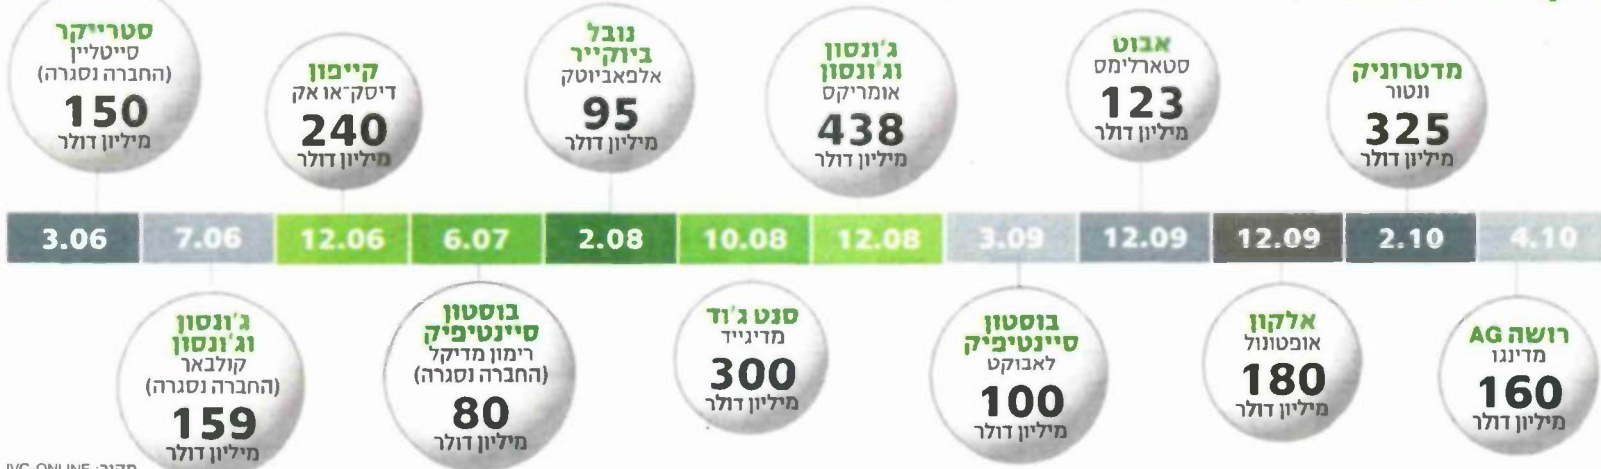 סטרייקר
סייטליין
(החברה נסגרה)
150
מיליון דולר
קייפון
דיסק־או אק
240
מיליון דולר
נובל
ביוקייר
אלפאביוטק
95
מיליון דולר
ג'ונסון
וג'ונסון
אומריקס
438
מיליון דולר
אבוט
סטארלימס
123
מיליון דולר
מדטרוניק
ונטור
325
מיליון דולר
3.06
7.06
12.06
6.07
2.08
10.08
12.08
3.09
12.09
12.09
2.10
4.10
ג'ונסון
וג'ונסון
קולבאר
(החברה נסגרה)
159
מיליון דולר
בוסטון
סיינטיפיק
רימון מדיקל
(החברה נסגרה)
80
מיליון דולר
סנט ג'וד
מדיגייד
300
מיליון דולר
בוסטון
סיינטיפיק
לאבוקט
100
מיליון דולר
אלקון
אופטונול
180
מיליון דולר
רושה AG
מדינגו
160
מיליון דולר
מקור: IVC-ONLINE